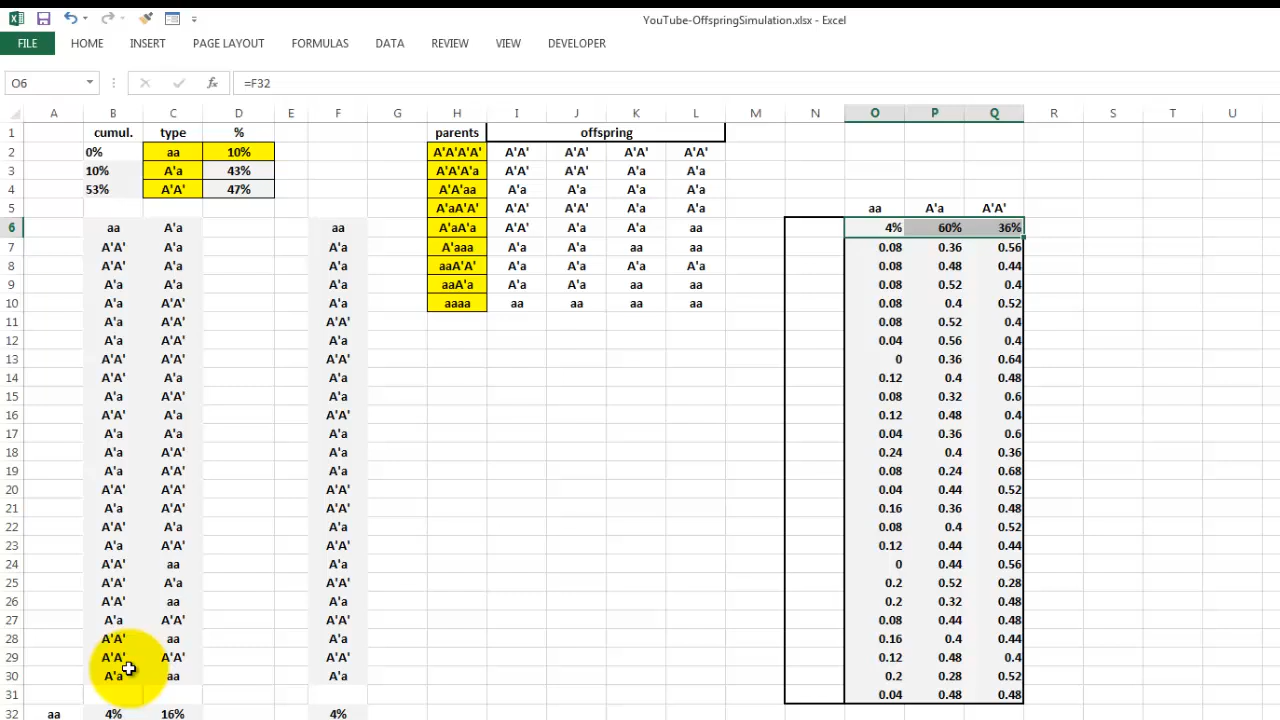 YouTube-OffspringSimulation.xlsx - Excel
FILE HOME INSERT PAGE LAYOUT FORMULAS DATA REVIEW VIEW DEVELOPER
O6 fx =F32
A B C D E F G H I J K L M N O P Q R S T U
1 cumul. type % parents offspring
2 0% aa 10% A'A'A'A' A'A' A'A' A'A' A'A'
3 10% A'a 43% A'A'A'a A'A' A'A' A'a A'a
4 53% A'A' 47% A'A'aa A'a A'a A'a A'a
5 A'aA'A' A'A' A'A' A'a A'a aa A'a A'A'
6 aa A'a aa A'aA'a A'A' A'a A'a aa 4% 60% 36%
7 A'A' A'a A'a A'aaa A'a A'a aa aa 0.08 0.36 0.56
8 A'A' A'a A'a aaA'A' A'a A'a A'a A'a 0.08 0.48 0.44
9 A'a A'a A'a aaA'a A'a A'a aa aa 0.08 0.52 0.4
10 A'a A'A' A'a aaaa aa aa aa aa 0.08 0.4 0.52
11 A'a A'A' A'A' 0.08 0.52 0.4
12 A'a A'A' A'a 0.04 0.56 0.4
13 A'A' A'A' A'A' 0 0.36 0.64
14 A'A' A'a A'a 0.12 0.4 0.48
15 A'a A'A' A'a 0.08 0.32 0.6
16 A'A' A'a A'A' 0.12 0.48 0.4
17 A'a A'a A'a 0.04 0.36 0.6
18 A'a A'A' A'a 0.24 0.4 0.36
19 A'a A'A' A'a 0.08 0.24 0.68
20 A'A' A'A' A'A' 0.04 0.44 0.52
21 A'a A'A' A'A' 0.16 0.36 0.48
22 A'A' A'a A'a 0.08 0.4 0.52
23 A'a A'A' A'A' 0.12 0.44 0.44
24 A'A' aa A'a 0 0.44 0.56
25 A'A' A'a A'A' 0.2 0.52 0.28
26 A'A' aa A'a 0.2 0.32 0.48
27 A'a A'A' A'A' 0.08 0.44 0.48
28 A'A' aa A'a 0.16 0.4 0.44
29 A'A' A'A' A'A' 0.12 0.48 0.4
30 A'a aa A'a 0.2 0.28 0.52
31 0.04 0.48 0.48
32 aa 4% 16% 4%